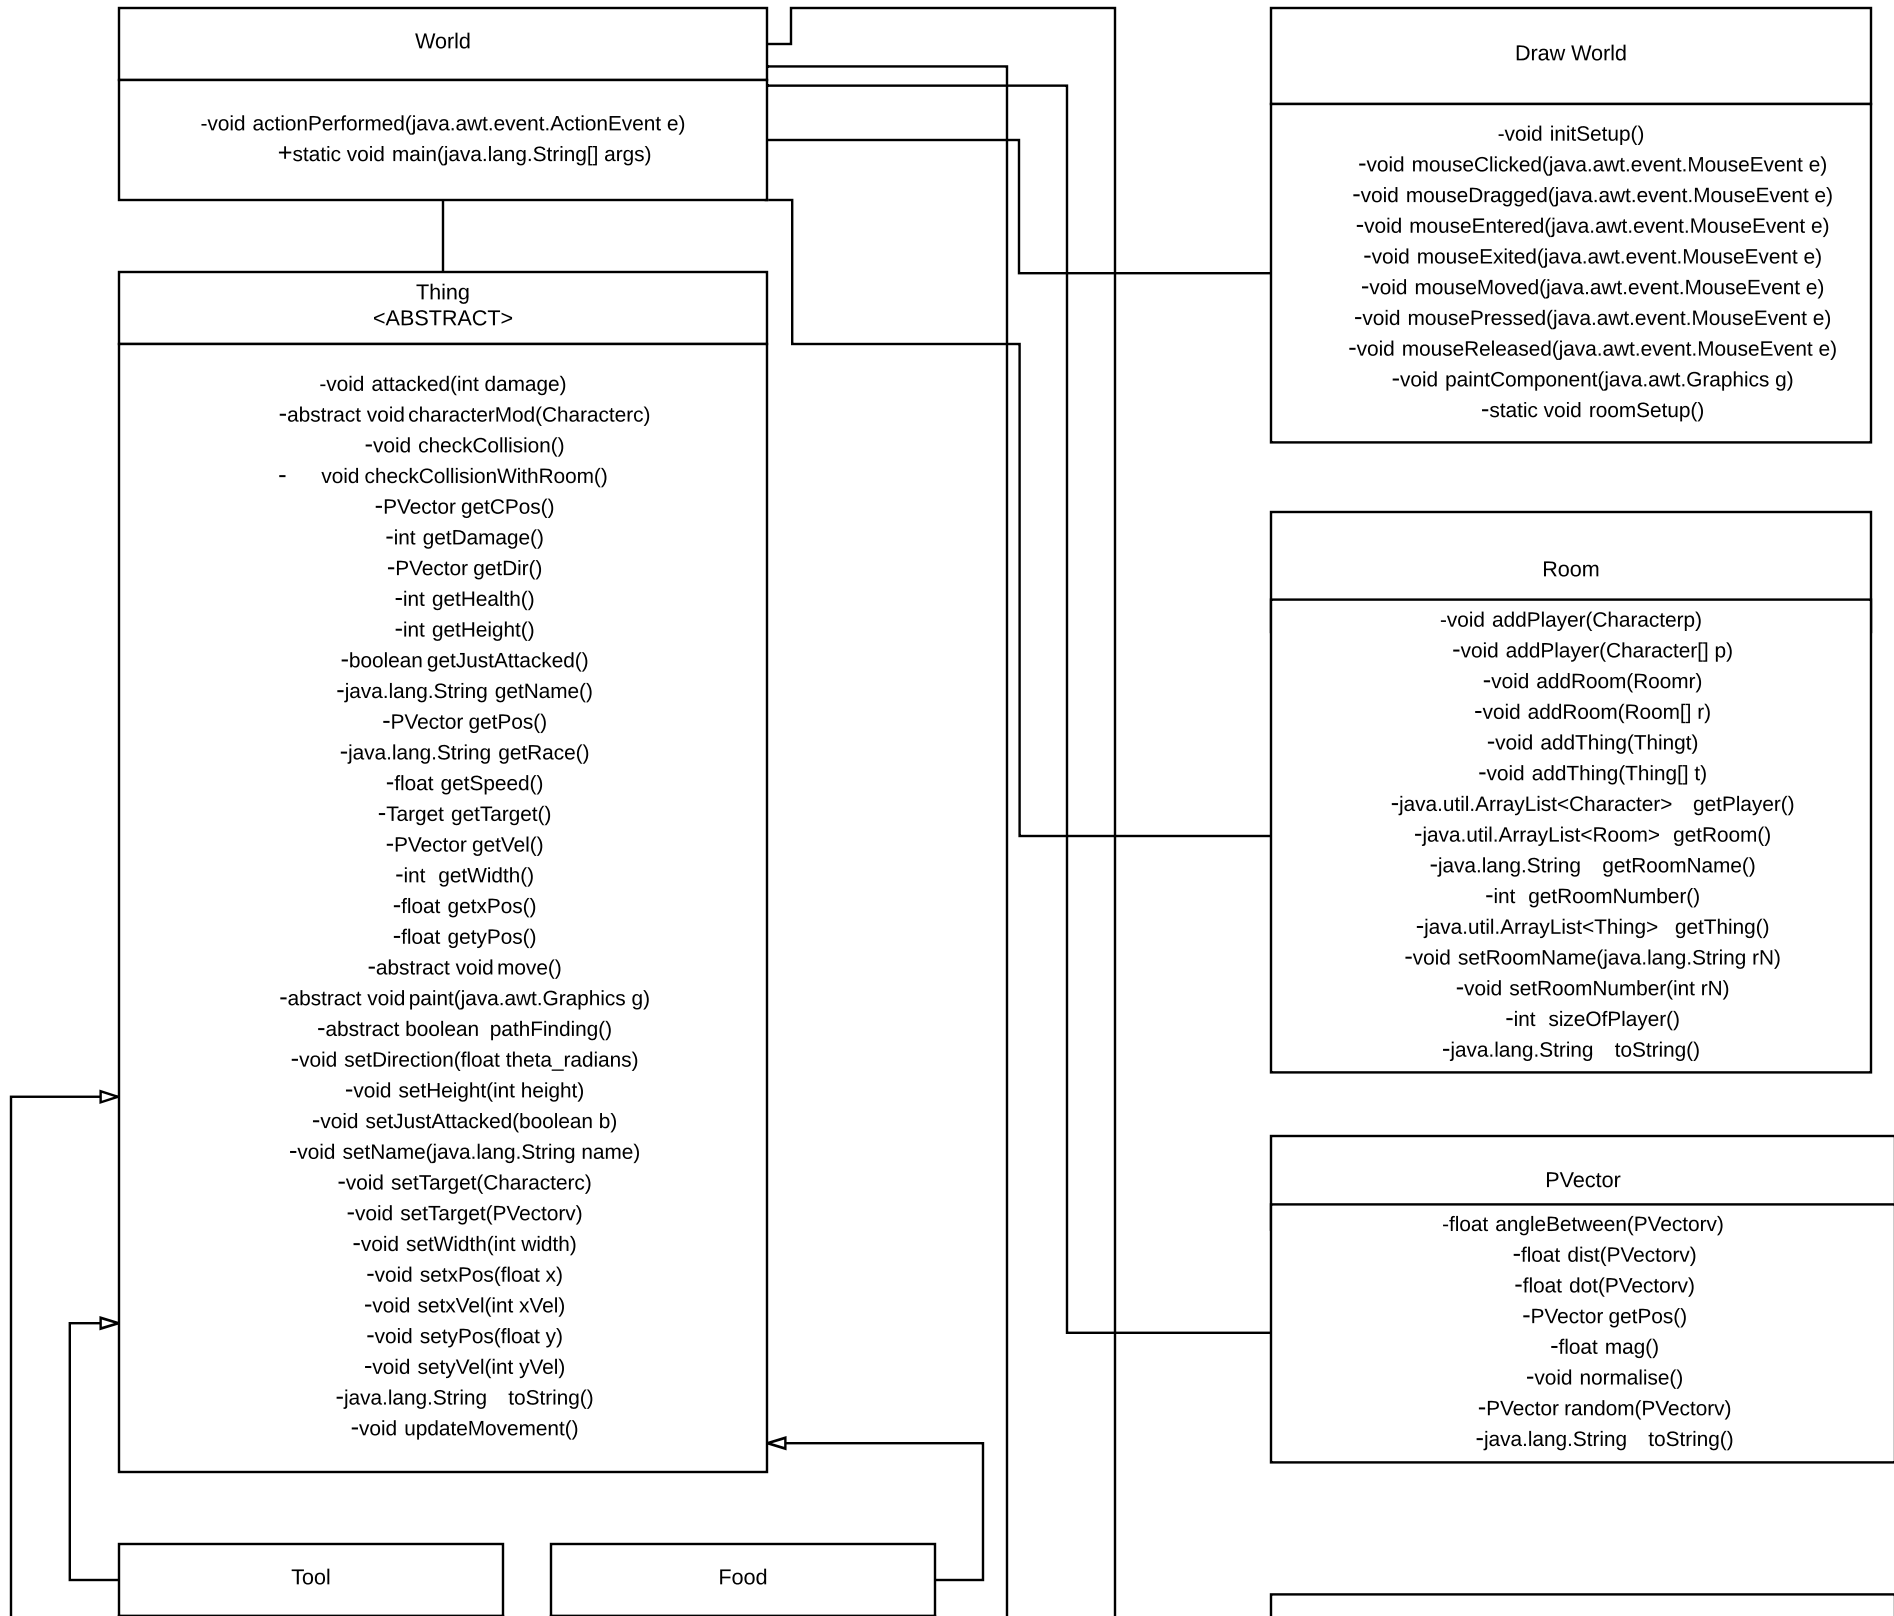 World
-void actionPerformed(java.awt.event.ActionEvent e)
+static void main(java.lang.String[] args)
Thing
<ABSTRACT>
-void attacked(int damage)
-abstract void characterMod(Characterc)
-void checkCollision()
- void checkCollisionWithRoom()
-PVector getCPos()
-int getDamage()
-PVector getDir()
-int getHealth()
-int getHeight()
-boolean getJustAttacked()
-java.lang.String getName()
-PVector getPos()
-java.lang.String getRace()
-float getSpeed()
-Target getTarget()
-PVector getVel()
-int getWidth()
-float getxPos()
-float getyPos()
-abstract void move()
-abstract void paint(java.awt.Graphics g)
-abstract boolean pathFinding()
-void setDirection(float theta_radians)
-void setHeight(int height)
-void setJustAttacked(boolean b)
-void setName(java.lang.String name)
-void setTarget(Characterc)
-void setTarget(PVectorv)
-void setWidth(int width)
-void setxPos(float x)
-void setxVel(int xVel)
-void setyPos(float y)
-void setyVel(int yVel)
-java.lang.String toString()
-void updateMovement()
Tool
Food
Draw World
-void initSetup()
-void mouseClicked(java.awt.event.MouseEvent e)
-void mouseDragged(java.awt.event.MouseEvent e)
-void mouseEntered(java.awt.event.MouseEvent e)
-void mouseExited(java.awt.event.MouseEvent e)
-void mouseMoved(java.awt.event.MouseEvent e)
-void mousePressed(java.awt.event.MouseEvent e)
-void mouseReleased(java.awt.event.MouseEvent e)
-void paintComponent(java.awt.Graphics g)
-static void roomSetup()
Room
-void addPlayer(Characterp)
-void addPlayer(Character[] p)
-void addRoom(Roomr)
-void addRoom(Room[] r)
-void addThing(Thingt)
-void addThing(Thing[] t)
-java.util.ArrayList<Character> getPlayer()
-java.util.ArrayList<Room> getRoom()
-java.lang.String getRoomName()
-int getRoomNumber()
-java.util.ArrayList<Thing> getThing()
-void setRoomName(java.lang.String rN)
-void setRoomNumber(int rN)
-int sizeOfPlayer()
-java.lang.String toString()
PVector
-float angleBetween(PVectorv)
-float dist(PVectorv)
-float dot(PVectorv)
-PVector getPos()
-float mag()
-void normalise()
-PVector random(PVectorv)
-java.lang.String toString()